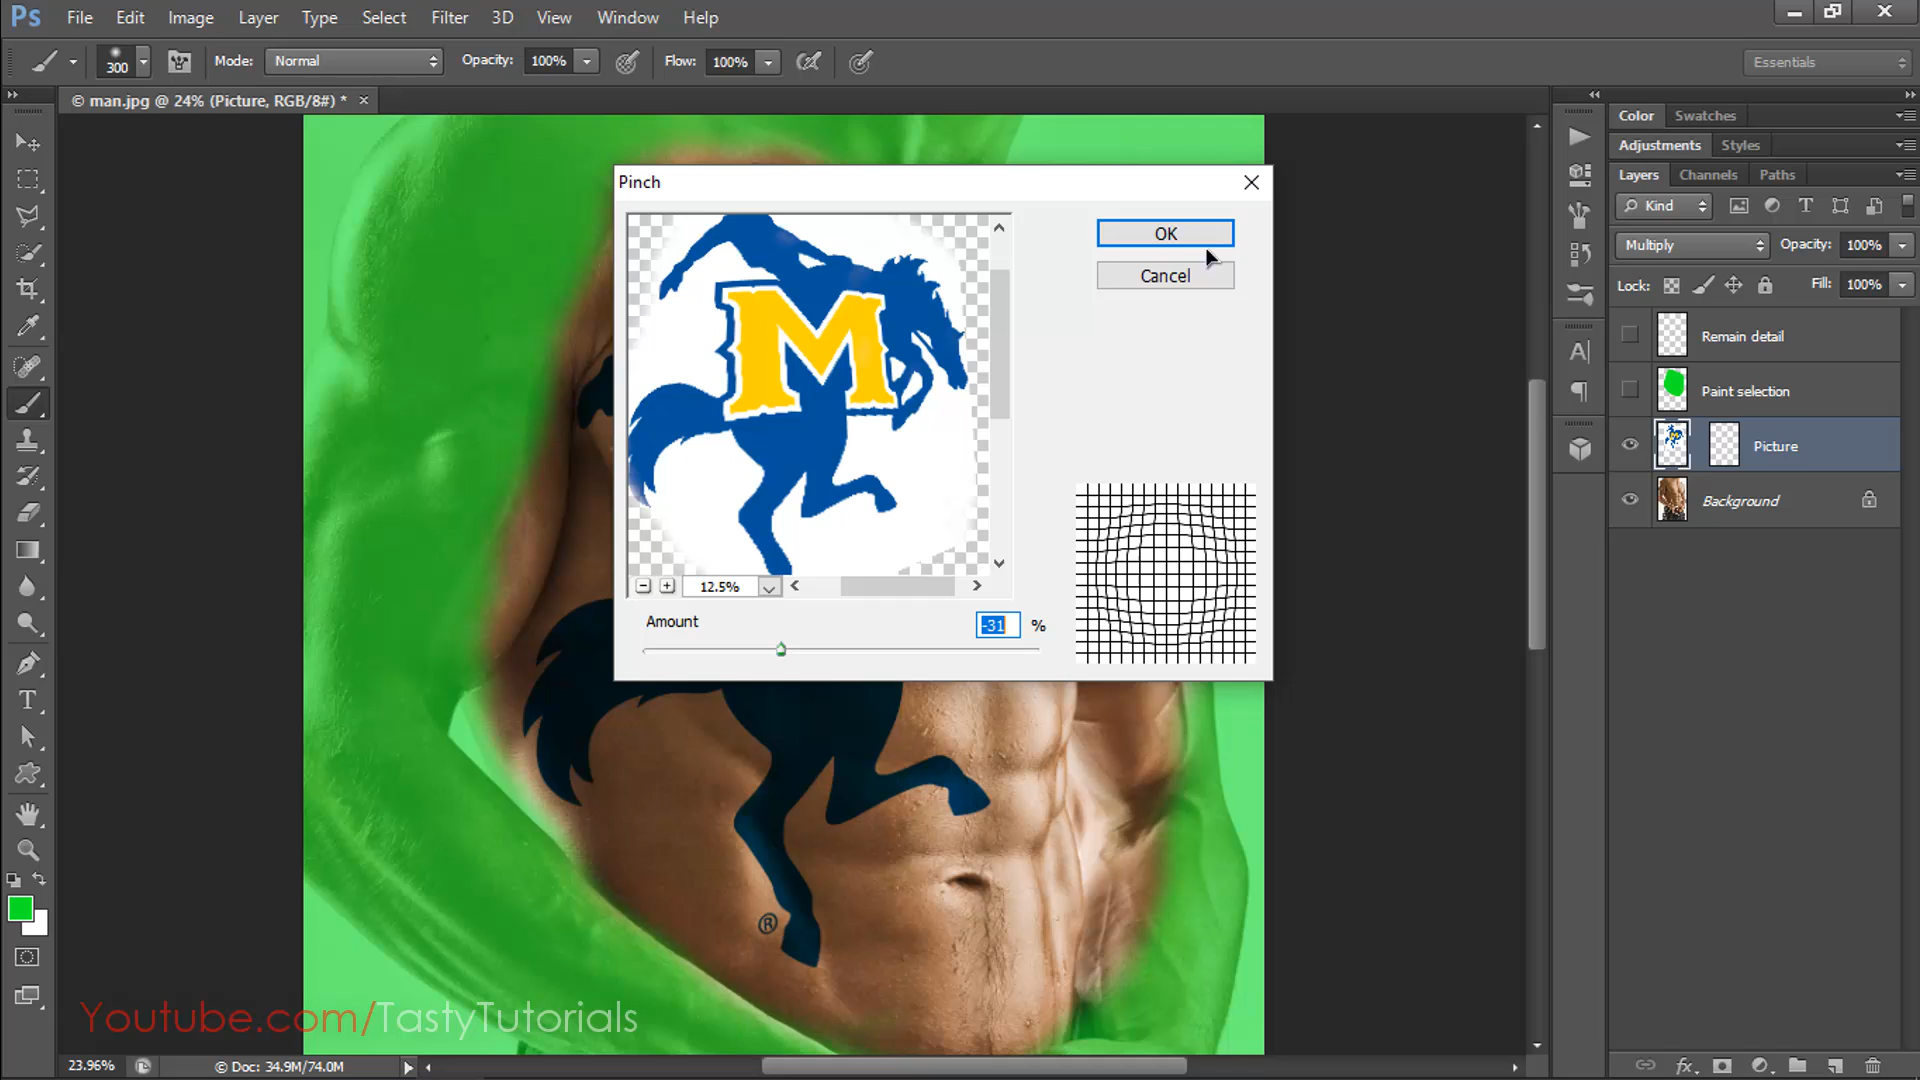 Ps File Edit Image Layer Type Select Filter 3D View Window Help
300 Mode: Normal Opacity: 100% Flow: 100% Essentials
© man.jpg @ 24% (Picture, RGB/8#) * ×
Color Swatches
Adjustments Styles
Layers Channels Paths
Kind
Multiply Opacity: 100%
Lock: Fill: 100%
Remain detail
Paint selection
Picture
Background
Pinch
OK
Cancel
M
12.5%
Amount -31 %
®
Youtube.com/TastyTutorials
23.96% © Doc: 34.9M/74.0M